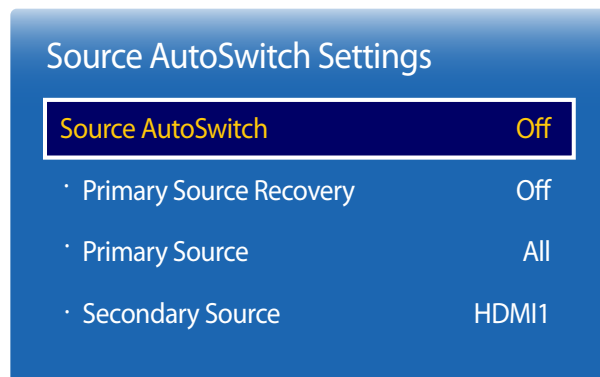 Source AutoSwitch Settings
Source AutoSwitch Off
· Primary Source Recovery Off
· Primary Source All
· Secondary Source HDMI1